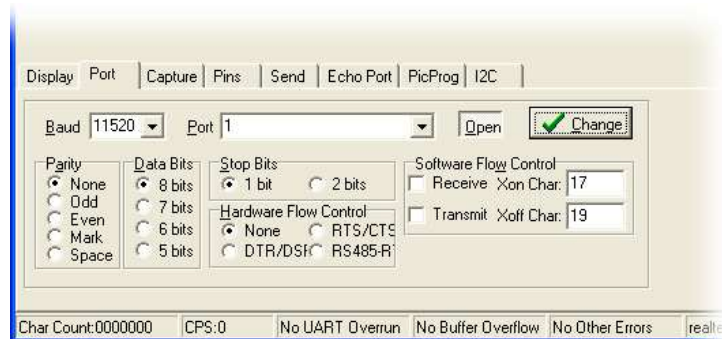 Display Port Capture Pins Send Echo Port PicProg I2C
Baud 11520 Port 1 Open Change
Parity Data Bits Stop Bits Software Flow Control
None 8 bits 1 bit 2 bits Receive Xon Char: 17
Odd 7 bits Hardware Flow Control Transmit Xoff Char: 19
Even 6 bits None RTS/CTS
Mark 5 bits DTR/DSR RS485-R
Space
Char Count:0000000 CPS:0 No UART Overrun No Buffer Overflow No Other Errors realte